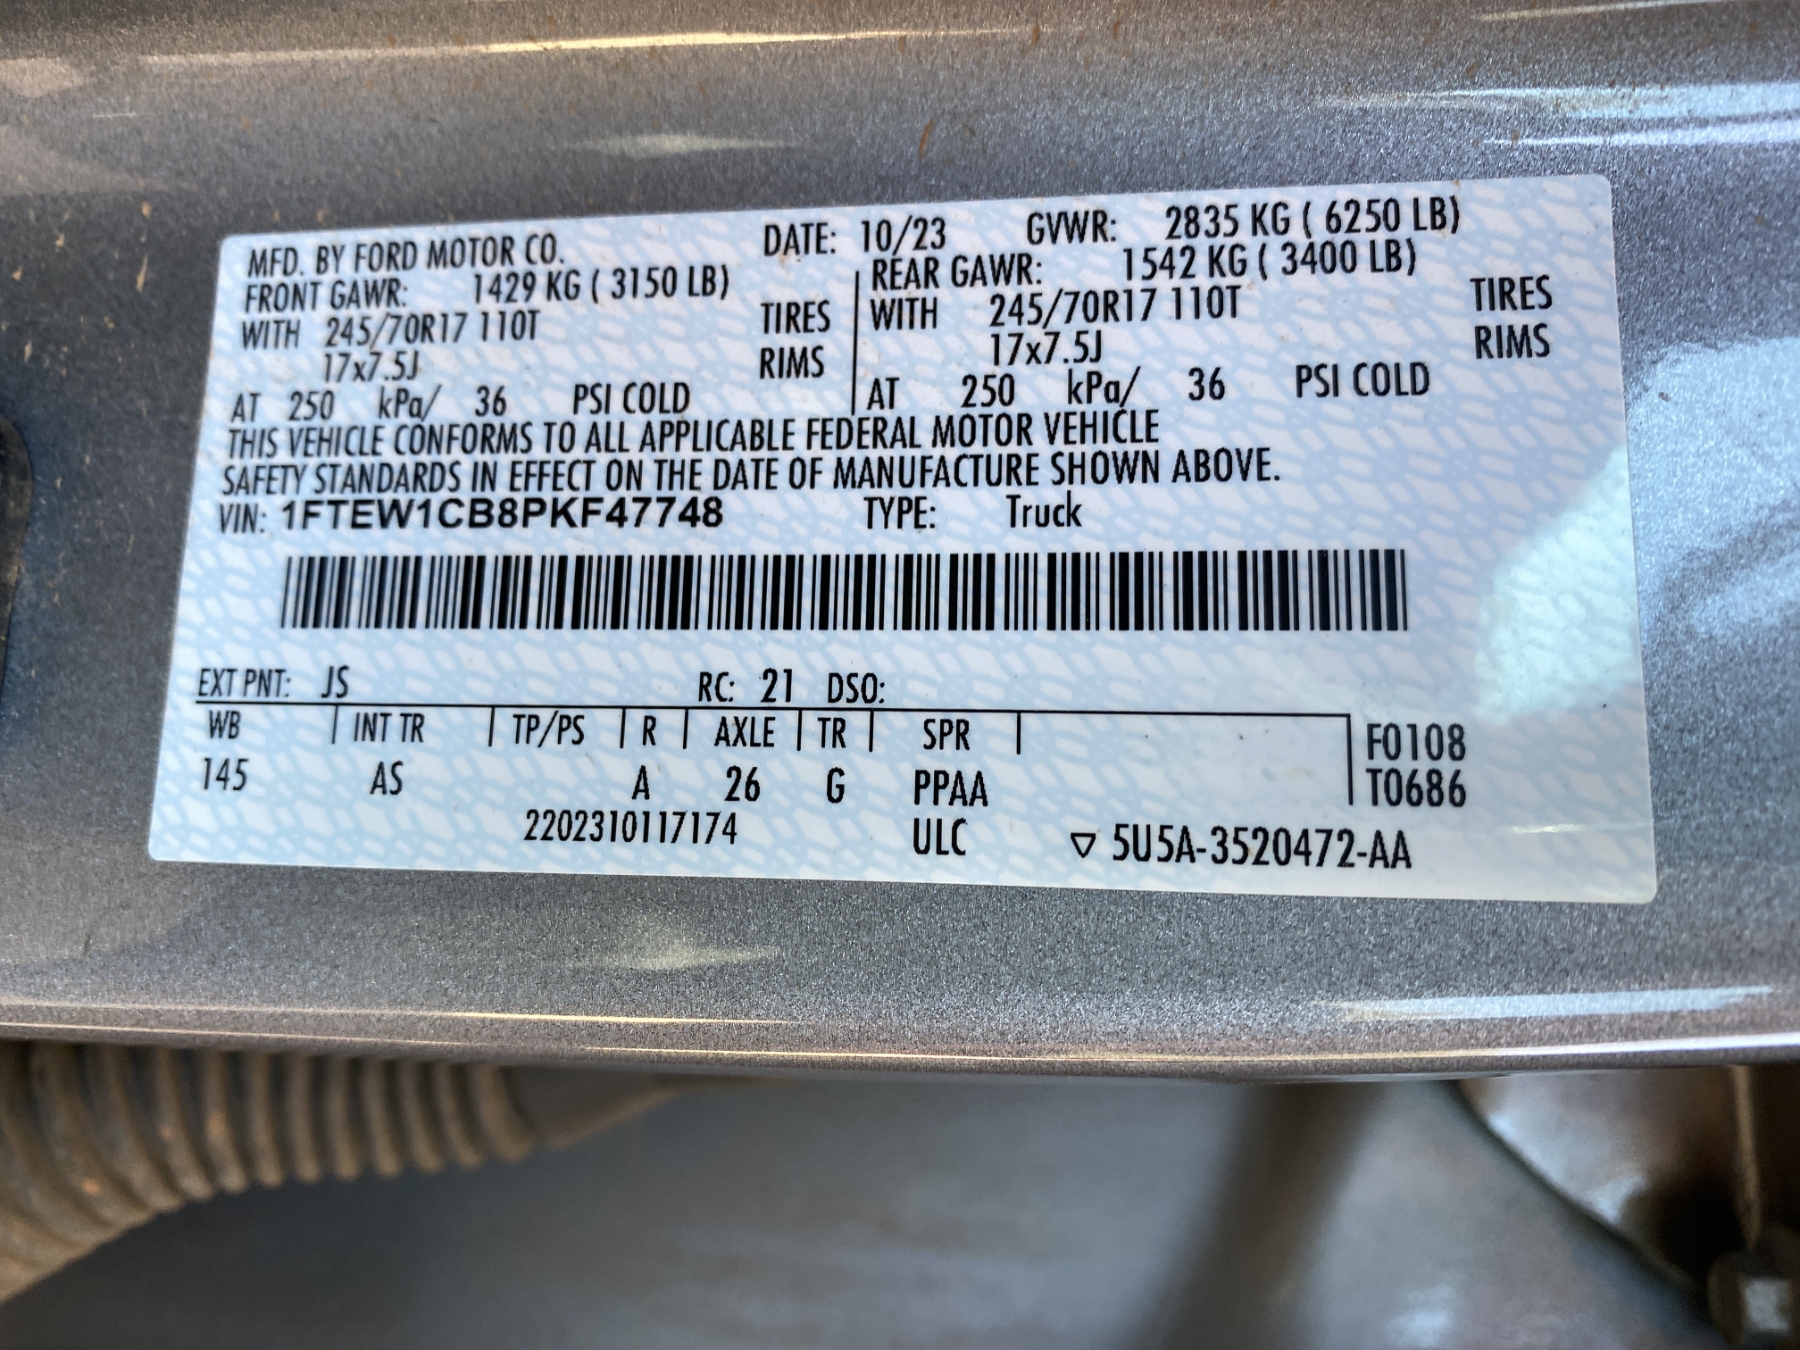 MFD. BY FORD MOTOR CO. DATE: 10/23 GVWR: 2835 KG ( 6250 LB)
FRONT GAWR: 1429 KG ( 3150 LB) REAR GAWR: 1542 KG ( 3400 LB)
WITH 245/70R17 110T TIRES WITH 245/70R17 110T TIRES
17x7.5J RIMS 17x7.5J RIMS
AT 250 kPa/ 36 PSI COLD AT 250 kPa/ 36 PSI COLD
THIS VEHICLE CONFORMS TO ALL APPLICABLE FEDERAL MOTOR VEHICLE
SAFETY STANDARDS IN EFFECT ON THE DATE OF MANUFACTURE SHOWN ABOVE.
VIN: 1FTEW1CB8PKF47748 TYPE: Truck
EXT PNT: JS RC: 21 DSO:
WB INT TR TP/PS R AXLE TR SPR F0108
145 AS A 26 G PPAA T0686
2202310117174 ULC ▽ 5U5A-3520472-AA